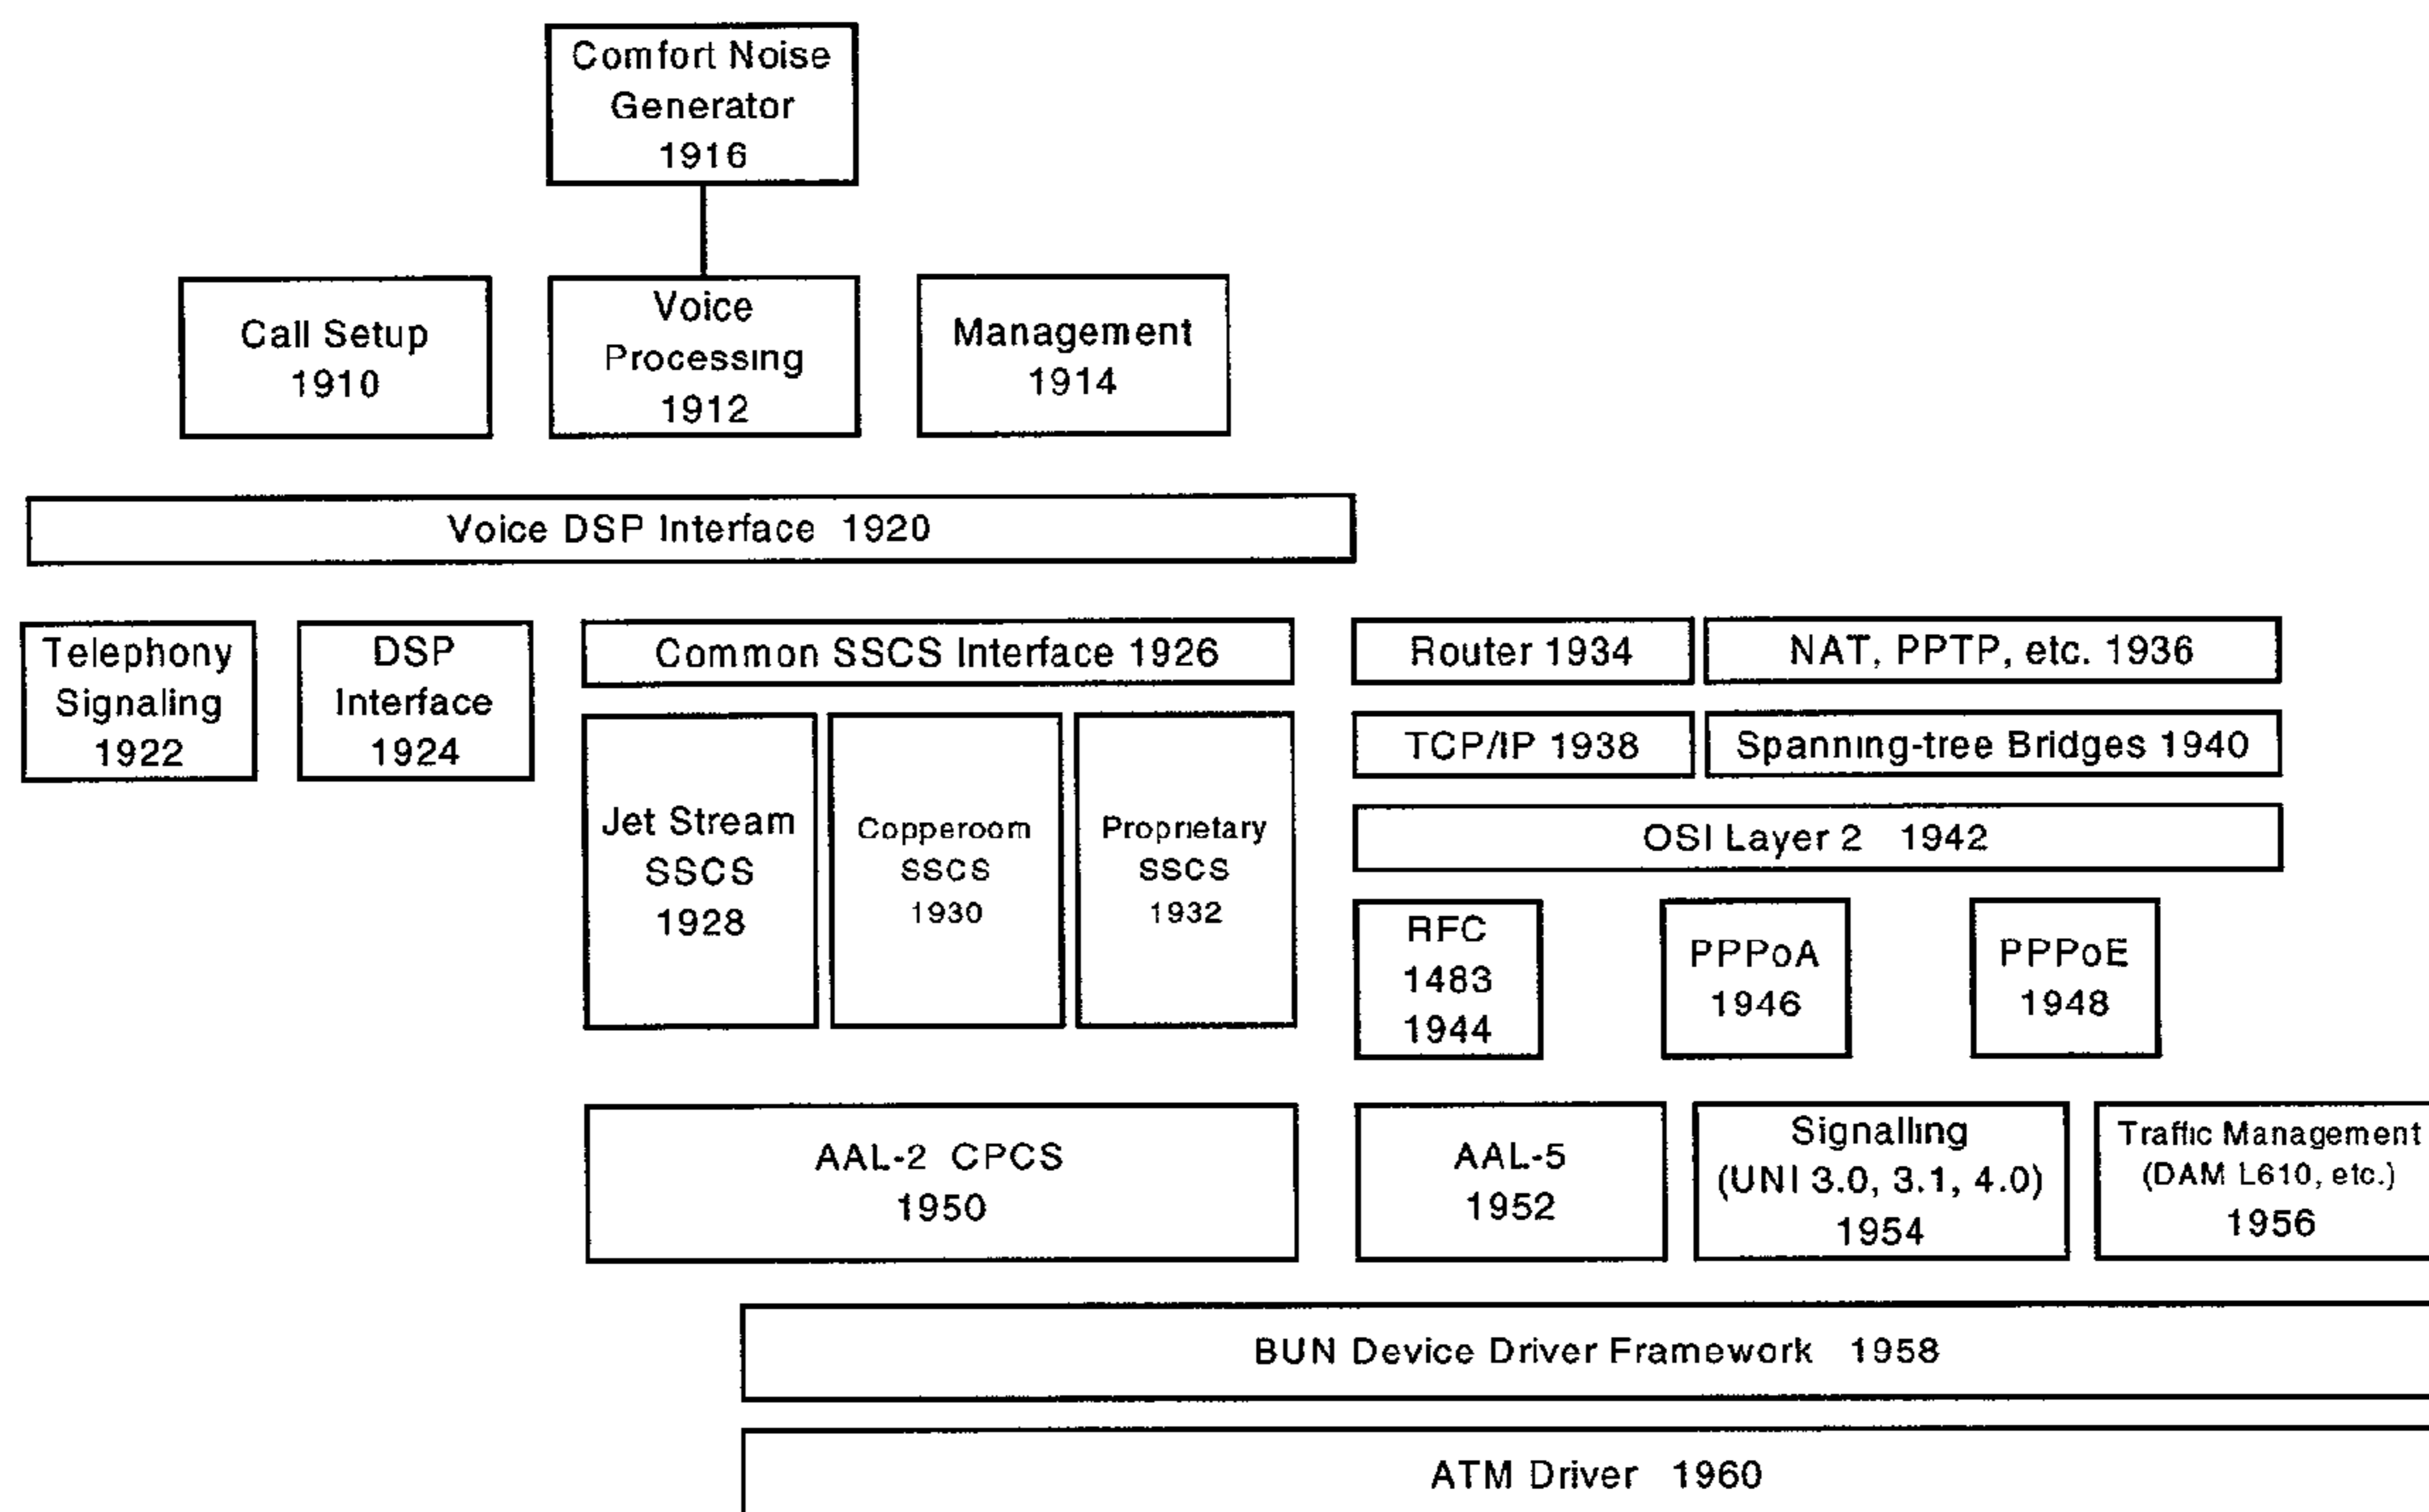 Comfort Noise
Generator
1916
Call Setup
1910
Voice
Processing
1912
Management
1914
Voice DSP Interface 1920
Telephony
Signaling
1922
DSP
Interface
1924
Common SSCS Interface 1926
Router 1934
NAT, PPTP, etc. 1936
Jet Stream
SSCS
1928
Copperoom
SSCS
1930
Proprietary
SSCS
1932
TCP/IP 1938
Spanning-tree Bridges 1940
OSI Layer 2 1942
RFC
1483
1944
PPPoA
1946
PPPoE
1948
AAL-2 CPCS
1950
AAL-5
1952
Signalling
(UNI 3.0, 3.1, 4.0)
1954
Traffic Management
(DAM L610, etc.)
1956
BUN Device Driver Framework 1958
ATM Driver 1960